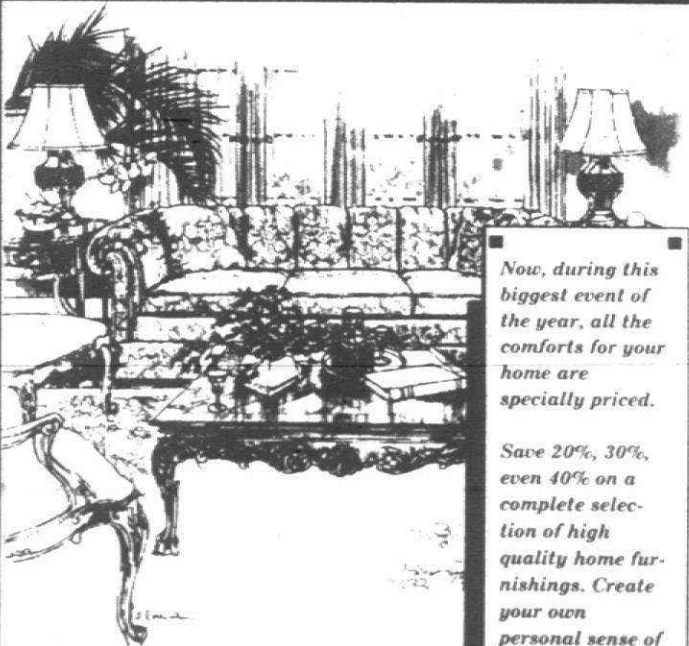 Now, during this
biggest event of
the year, all the
comforts for your
home are
specially priced.
Save 20%, 30%,
even 40% on a
complete selec-
tion of high
quality home fur-
nishings. Create
your own
personal sense of